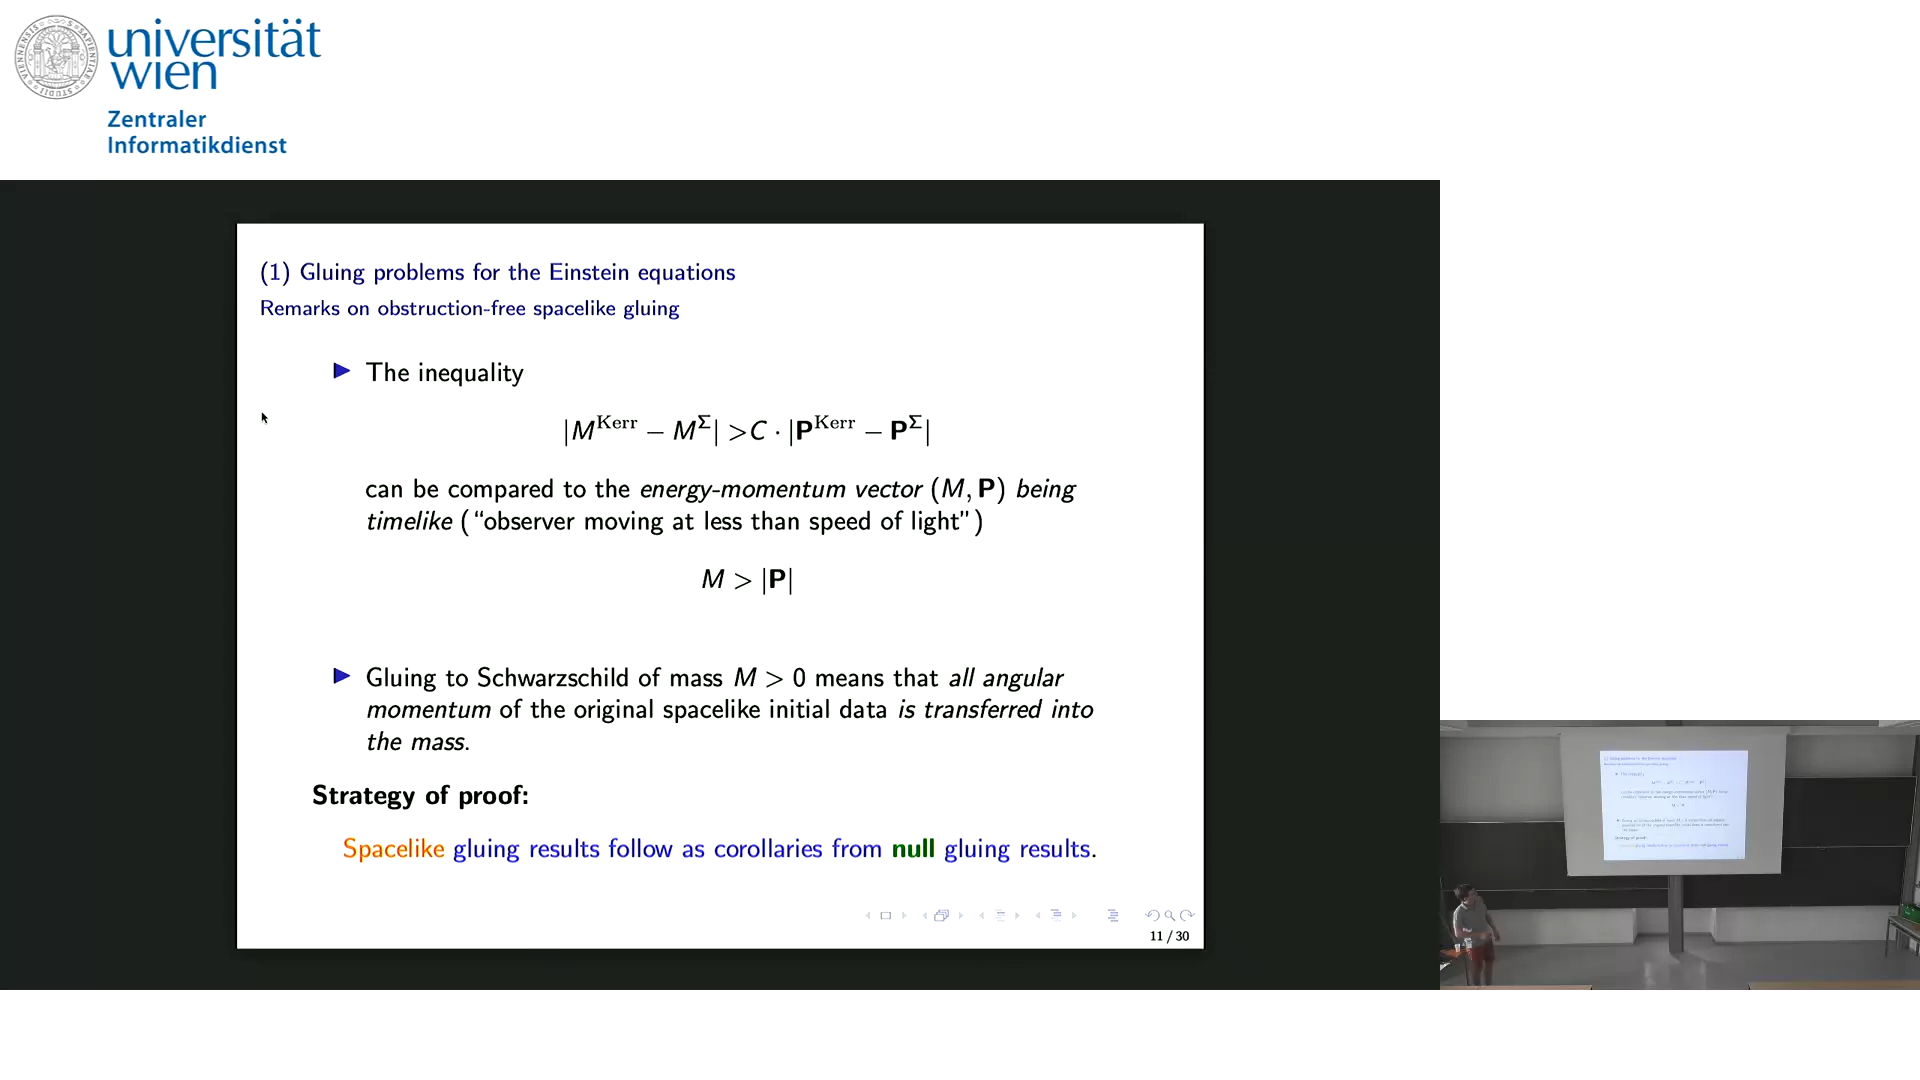 universität
wien
Zentraler
Informatikdienst
(1) Gluing problems for the Einstein equations
Remarks on obstruction-free spacelike gluing
▶ The inequality
|M^Kerr − M^Σ| > C · |P^Kerr − P^Σ|
can be compared to the energy-momentum vector (M, P) being
timelike (“observer moving at less than speed of light”)
M > |P|
▶ Gluing to Schwarzschild of mass M > 0 means that all angular
momentum of the original spacelike initial data is transferred into
the mass.
Strategy of proof:
Spacelike gluing results follow as corollaries from null gluing results.
11 / 30